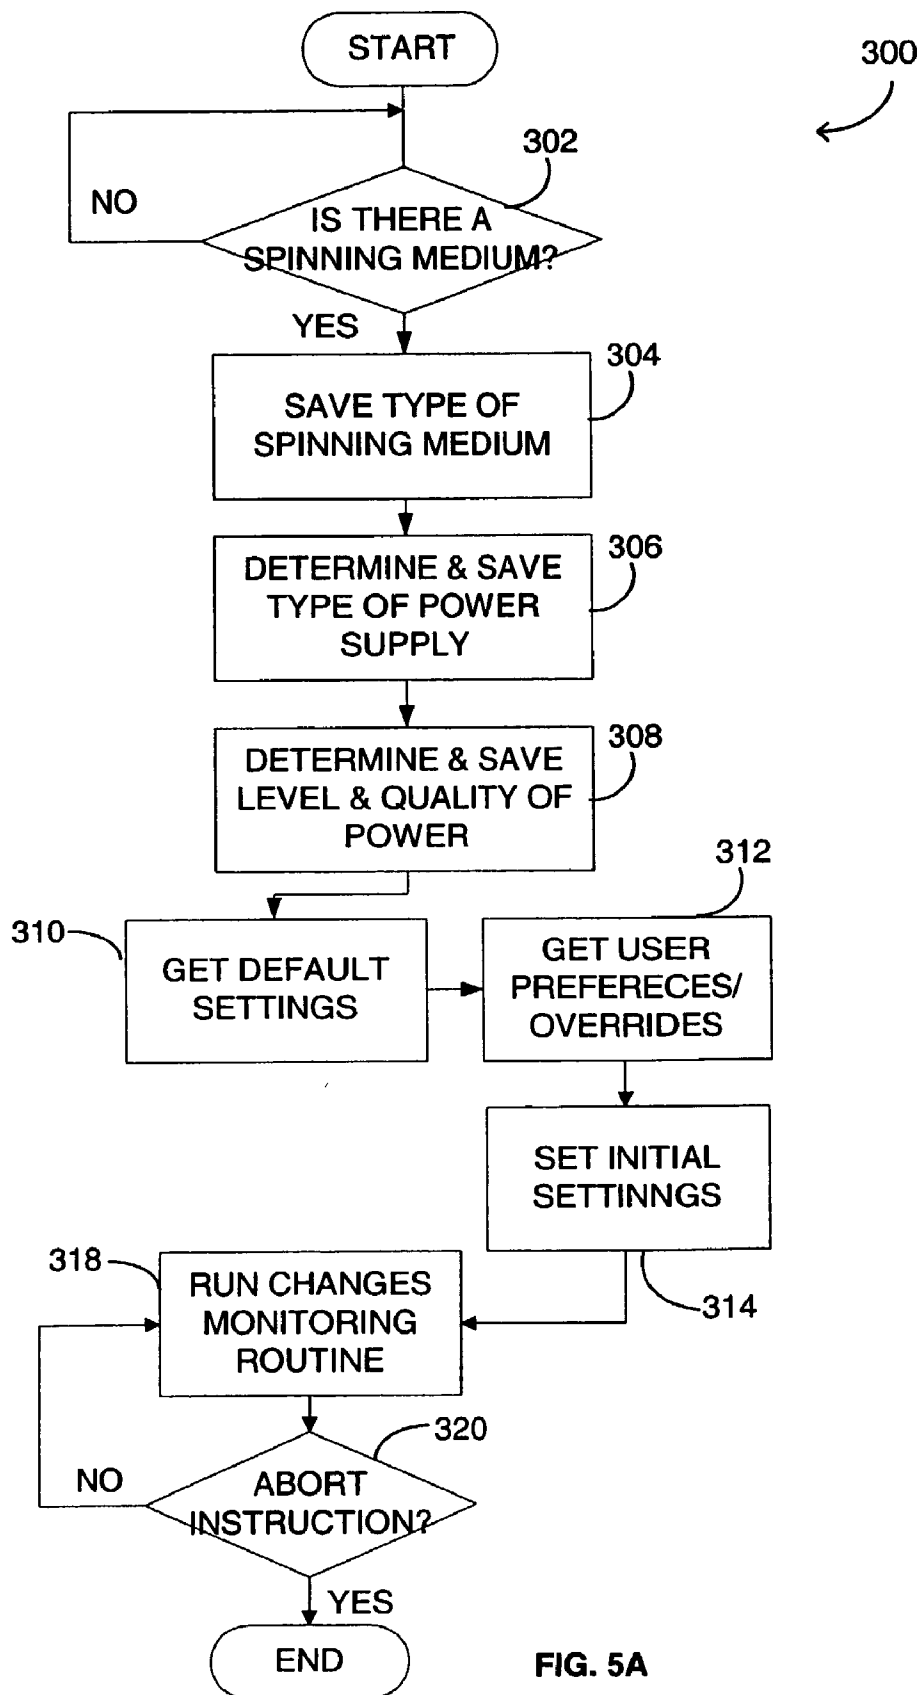 START
300
302
NO
IS THERE A
SPINNING MEDIUM?
YES
304
SAVE TYPE OF
SPINNING MEDIUM
306
DETERMINE & SAVE
TYPE OF POWER
SUPPLY
308
DETERMINE & SAVE
LEVEL & QUALITY OF
POWER
312
310
GET DEFAULT
SETTINGS
GET USER
PREFERECES/
OVERRIDES
SET INITIAL
SETTINNGS
314
318
RUN CHANGES
MONITORING
ROUTINE
320
NO
ABORT
INSTRUCTION?
YES
END
FIG. 5A